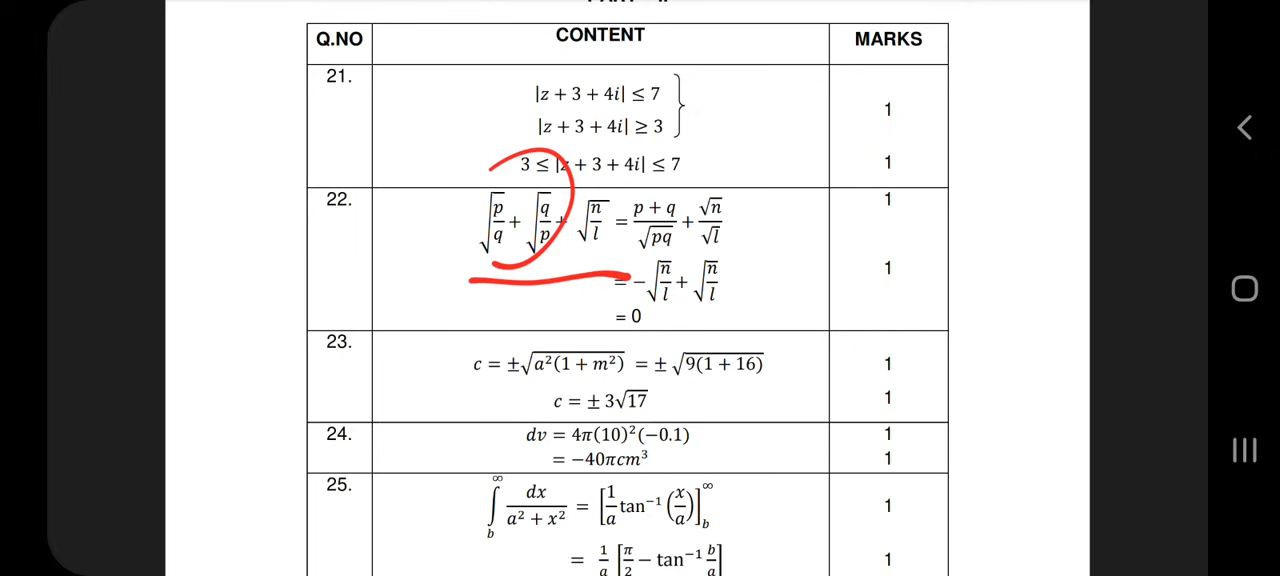 Q.NO CONTENT MARKS
21.
|z + 3 + 4i| ≤ 7
|z + 3 + 4i| ≥ 3 } 1
3 ≤ |z + 3 + 4i| ≤ 7 1
22. √(p/q) + √(q/p) + √(n/l) = (p + q)/√(pq) + √n/√l 1
= −√(n/l) + √(n/l) 1
= 0
23.
c = ±√(a²(1 + m²)) = ± √(9(1 + 16)) 1
c = ± 3√17 1
24. dv = 4π(10)²(−0.1) 1
= −40πcm³ 1
25. ∫_b^∞ dx/(a² + x²) = [1/a tan⁻¹(x/a)]_b^∞ 1
= 1/a [π/2 − tan⁻¹ b/a] 1